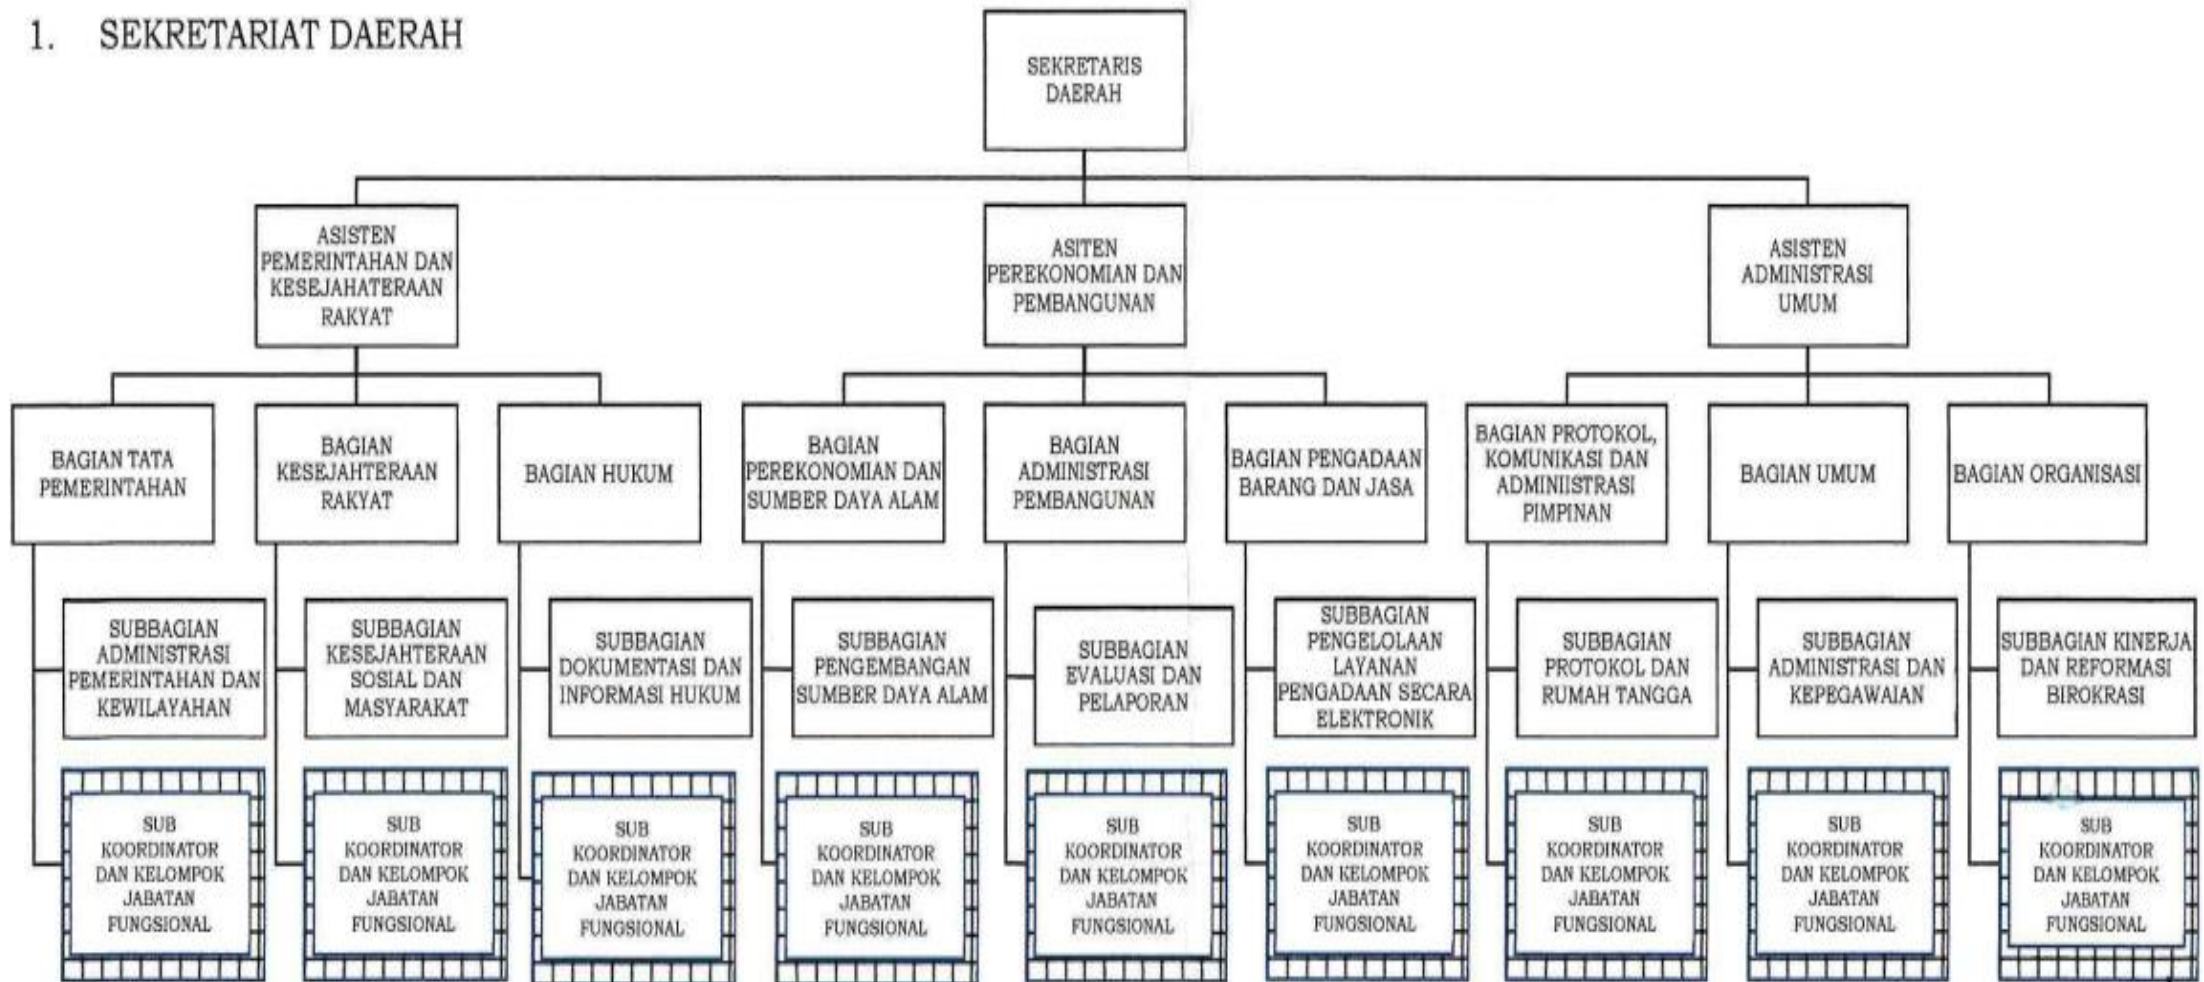 1. SEKRETARIAT DAERAH
SEKRETARIS
DAERAH
ASISTEN
PEMERINTAHAN DAN
KESEJAHATERAAN
RAKYAT
ASITEN
PEREKONOMIAN DAN
PEMBANGUNAN
ASISTEN
ADMINISTRASI
UMUM
BAGIAN TATA
PEMERINTAHAN
BAGIAN
KESEJAHTERAAN
RAKYAT
BAGIAN HUKUM
BAGIAN
PEREKONOMIAN DAN
SUMBER DAYA ALAM
BAGIAN
ADMINISTRASI
PEMBANGUNAN
BAGIAN PENGADAAN
BARANG DAN JASA
BAGIAN PROTOKOL,
KOMUNIKASI DAN
ADMINIISTRASI
PIMPINAN
BAGIAN UMUM
BAGIAN ORGANISASI
SUBBAGIAN
ADMINISTRASI
PEMERINTAHAN DAN
KEWILAYAHAN
SUBBAGIAN
KESEJAHTERAAN
SOSIAL DAN
MASYARAKAT
SUBBAGIAN
DOKUMENTASI DAN
INFORMASI HUKUM
SUBBAGIAN
PENGEMBANGAN
SUMBER DAYA ALAM
SUBBAGIAN
EVALUASI DAN
PELAPORAN
SUBBAGIAN
PENGELOLAAN
LAYANAN
PENGADAAN SECARA
ELEKTRONIK
SUBBAGIAN
PROTOKOL DAN
RUMAH TANGGA
SUBBAGIAN
ADMINISTRASI DAN
KEPEGAWAIAN
SUBBAGIAN KINERJA
DAN REFORMASI
BIROKRASI
SUB
KOORDINATOR
DAN KELOMPOK
JABATAN
FUNGSIONAL
SUB
KOORDINATOR
DAN KELOMPOK
JABATAN
FUNGSIONAL
SUB
KOORDINATOR
DAN KELOMPOK
JABATAN
FUNGSIONAL
SUB
KOORDINATOR
DAN KELOMPOK
JABATAN
FUNGSIONAL
SUB
KOORDINATOR
DAN KELOMPOK
JABATAN
FUNGSIONAL
SUB
KOORDINATOR
DAN KELOMPOK
JABATAN
FUNGSIONAL
SUB
KOORDINATOR
DAN KELOMPOK
JABATAN
FUNGSIONAL
SUB
KOORDINATOR
DAN KELOMPOK
JABATAN
FUNGSIONAL
SUB
KOORDINATOR
DAN KELOMPOK
JABATAN
FUNGSIONAL